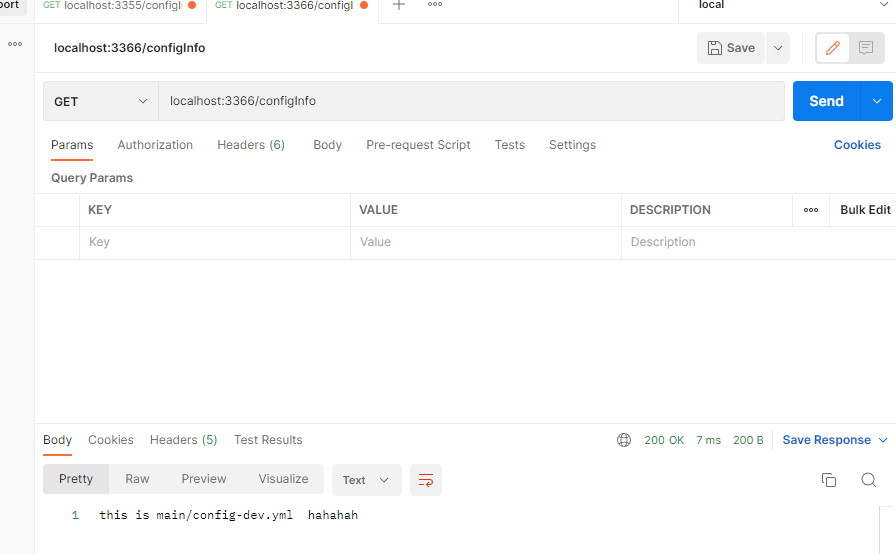 port GET localhost:3355/configI GET localhost:3366/configI local
localhost:3366/configInfo Save
GET localhost:3366/configInfo Send
Params Authorization Headers (6) Body Pre-request Script Tests Settings Cookies
Query Params
KEY VALUE DESCRIPTION Bulk Edit
Key Value Description
Body Cookies Headers (5) Test Results 200 OK 7 ms 200 B Save Response
Pretty Raw Preview Visualize Text
1 this is main/config-dev.yml  hahahah